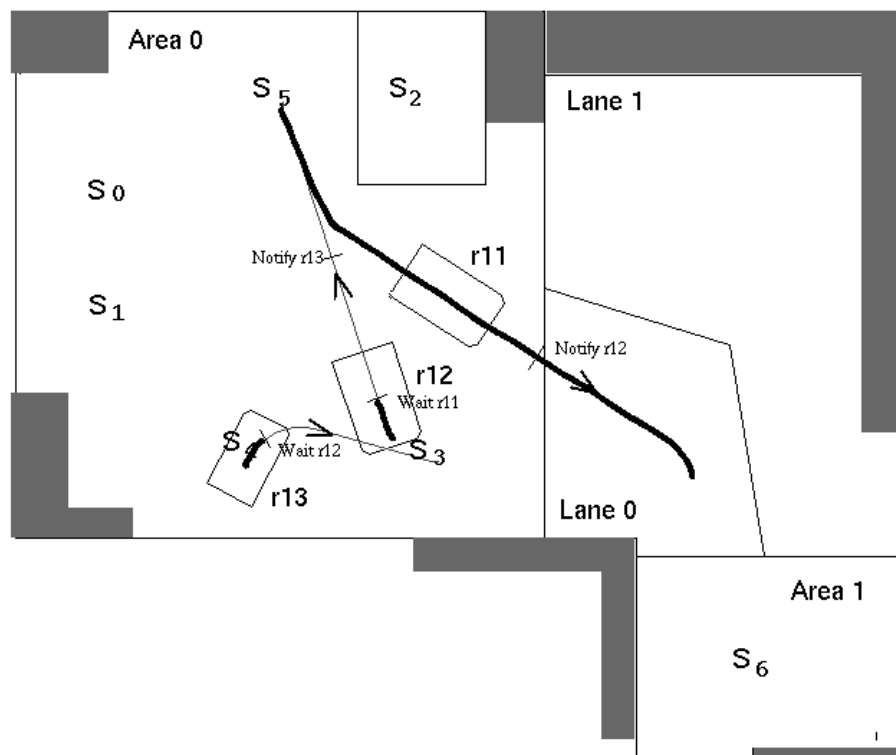 Area 0
S5
S2
Lane 1
S0
Notify r13
r11
S1
Notify r12
r12
Wait r11
S
Wait r12
S3
r13
Lane 0
Area 1
S6